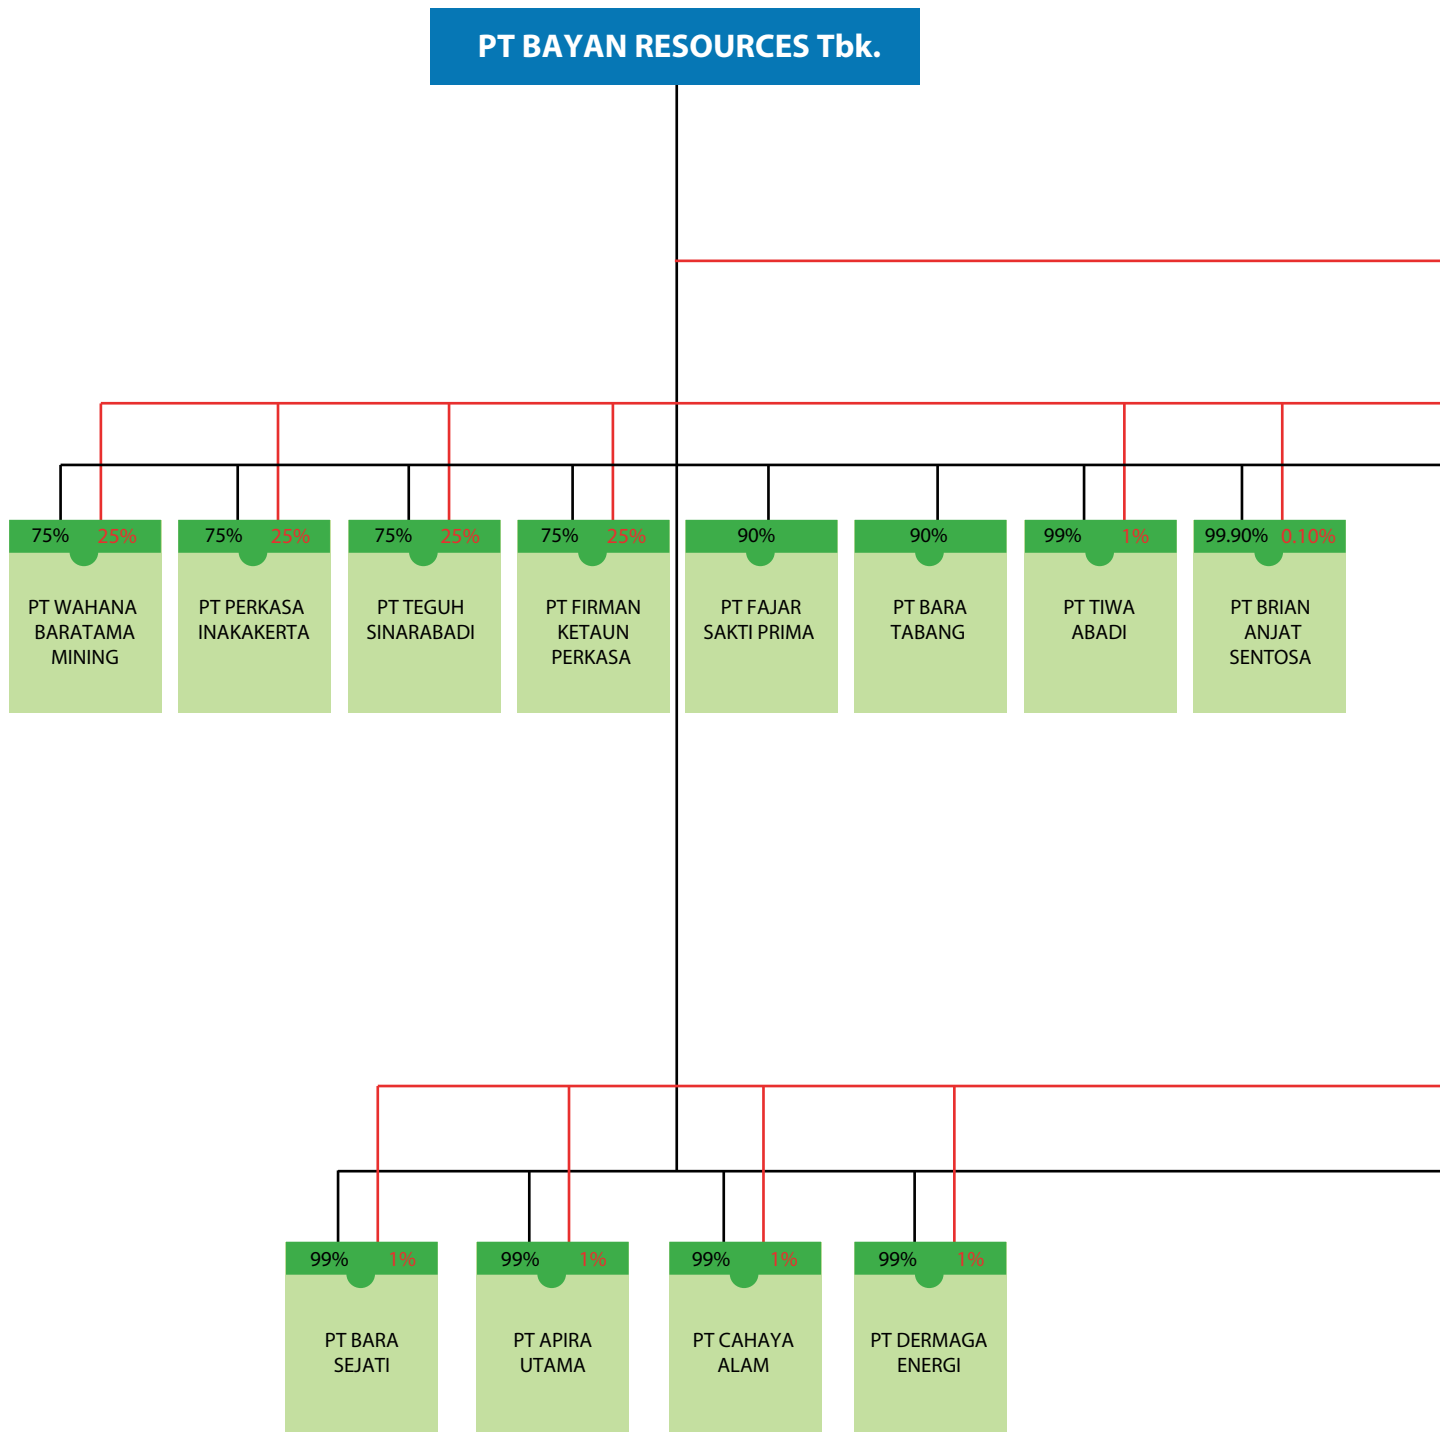 PT BAYAN RESOURCES Tbk.
75% 25%
PT WAHANA
BARATAMA
MINING
75% 25%
PT PERKASA
INAKAKERTA
75% 25%
PT TEGUH
SINARABADI
75% 25%
PT FIRMAN
KETAUN
PERKASA
90%
PT FAJAR
SAKTI PRIMA
90%
PT BARA
TABANG
99% 1%
PT TIWA
ABADI
99.90% 0.10%
PT BRIAN
ANJAT
SENTOSA
99% 1%
PT BARA
SEJATI
99% 1%
PT APIRA
UTAMA
99% 1%
PT CAHAYA
ALAM
99% 1%
PT DERMAGA
ENERGI